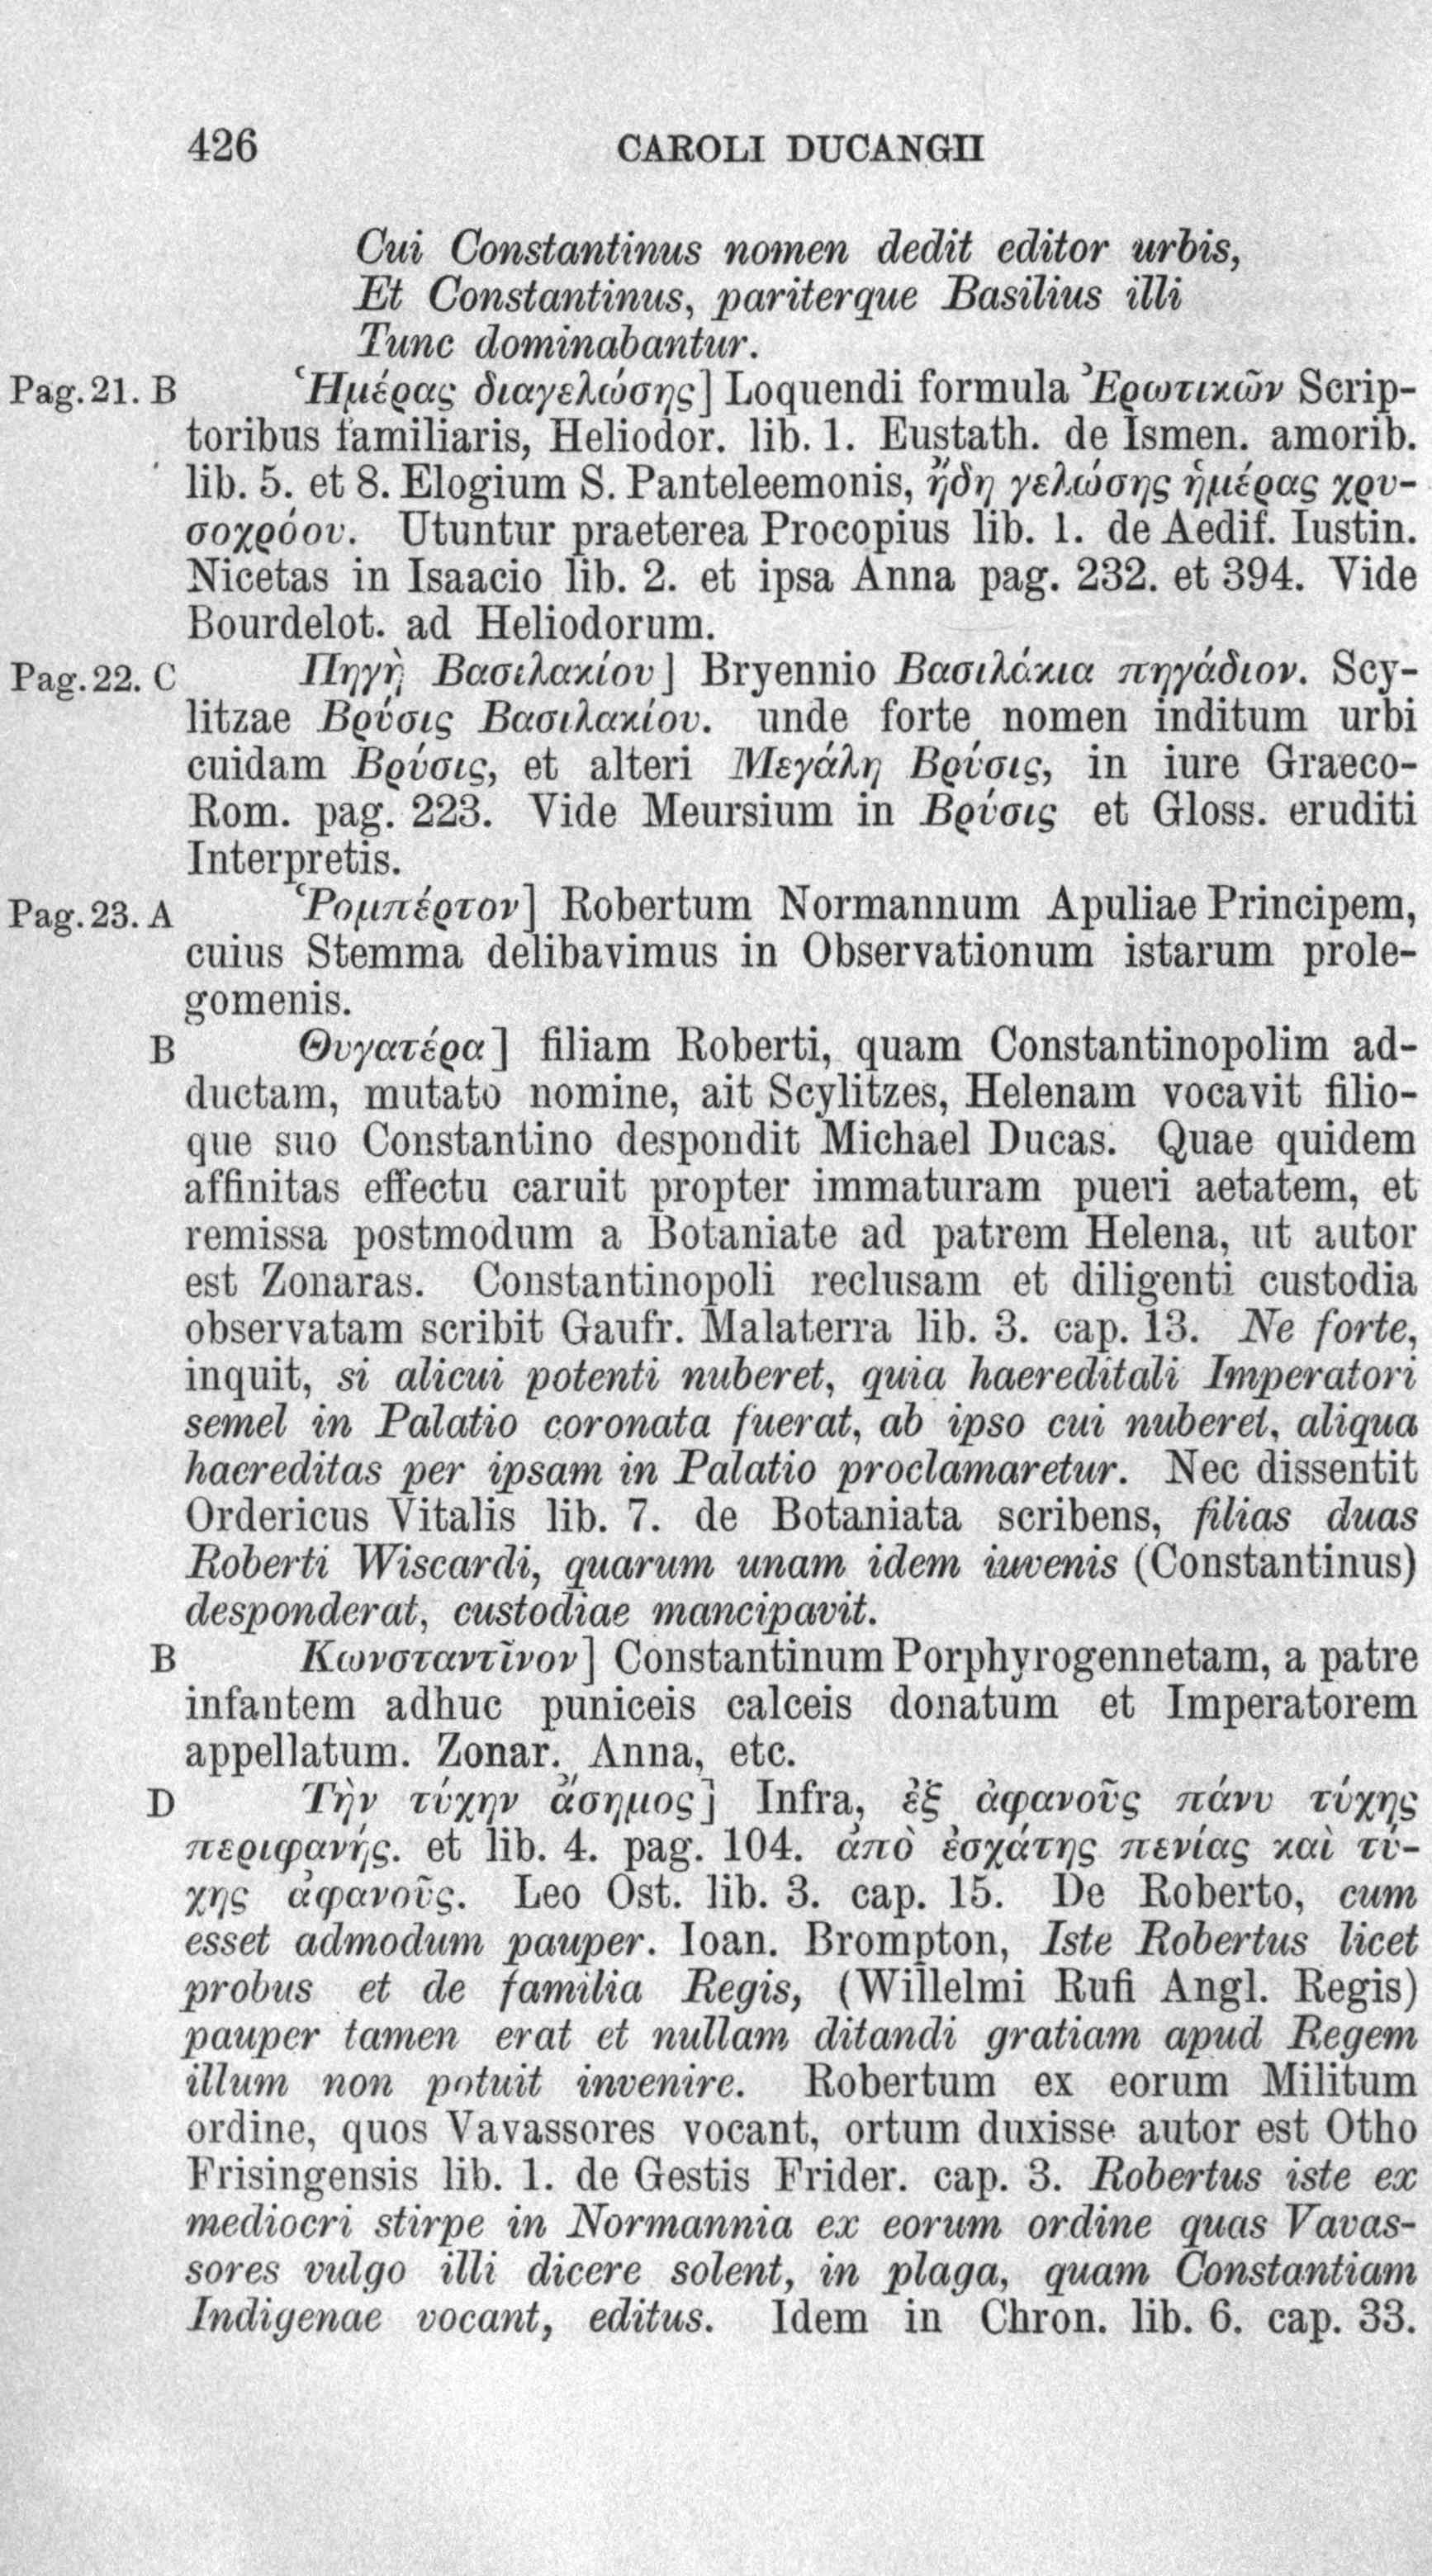 426 CAROLI DUCANGII
Cui Constantinus nomen dedit editor urbis,
Et Constantinus, pariterque Basilius illi
Tunc dominabantur.
Pag. 21. B Ἡμέρας διαγελώσης] Loquendi formula Ἐρωτικῶν Scrip-
toribus familiaris, Heliodor. lib. 1. Eustath. de Ismen. amorib.
lib. 5. et 8. Elogium S. Panteleemonis, ἤδη γελώσης ἡμέρας χρυ-
σοχρόου. Utuntur praeterea Procopius lib. 1. de Aedif. Iustin.
Nicetas in Isaacio lib. 2. et ipsa Anna pag. 232. et 394. Vide
Bourdelot. ad Heliodorum.
Pag. 22. C Πηγὴ Βασιλακίου] Bryennio Βασιλάκια πηγάδιον. Scy-
litzae Βρύσις Βασιλακίου. unde forte nomen inditum urbi
cuidam Βρύσις, et alteri Μεγάλη Βρύσις, in iure Graeco-
Rom. pag. 223. Vide Meursium in Βρύσις et Gloss. eruditi
Interpretis.
Pag. 23. A Ῥομπέρτον] Robertum Normannum Apuliae Principem,
cuius Stemma delibavimus in Observationum istarum prole-
gomenis.
B Θυγατέρα] filiam Roberti, quam Constantinopolim ad-
ductam, mutato nomine, ait Scylitzes, Helenam vocavit filio-
que suo Constantino despondit Michael Ducas. Quae quidem
affinitas effectu caruit propter immaturam pueri aetatem, et
remissa postmodum a Botaniate ad patrem Helena, ut autor
est Zonaras. Constantinopoli reclusam et diligenti custodia
observatam scribit Gaufr. Malaterra lib. 3. cap. 13. Ne forte,
inquit, si alicui potenti nuberet, quia haereditali Imperatori
semel in Palatio coronata fuerat, ab ipso cui nuberet, aliqua
haereditas per ipsam in Palatio proclamaretur. Nec dissentit
Ordericus Vitalis lib. 7. de Botaniata scribens, filias duas
Roberti Wiscardi, quarum unam idem iuvenis (Constantinus)
desponderat, custodiae mancipavit.
B Κωνσταντῖνον] Constantinum Porphyrogennetam, a patre
infantem adhuc puniceis calceis donatum et Imperatorem
appellatum. Zonar. Anna, etc.
D Τὴν τύχην ἄσημος] Infra, ἐξ ἀφανοῦς πάνυ τύχης
περιφανής. et lib. 4. pag. 104. ἀπὸ ἐσχάτης πενίας καὶ τύ-
χης ἀφανοῦς. Leo Ost. lib. 3. cap. 15. De Roberto, cum
esset admodum pauper. Ioan. Brompton, Iste Robertus licet
probus et de familia Regis, (Willelmi Rufi Angl. Regis)
pauper tamen erat et nullam ditandi gratiam apud Regem
illum non potuit invenire. Robertum ex eorum Militum
ordine, quos Vavassores vocant, ortum duxisse autor est Otho
Frisingensis lib. 1. de Gestis Frider. cap. 3. Robertus iste ex
mediocri stirpe in Normannia ex eorum ordine quas Vavas-
sores vulgo illi dicere solent, in plaga, quam Constantiam
Indigenae vocant, editus. Idem in Chron. lib. 6. cap. 33.